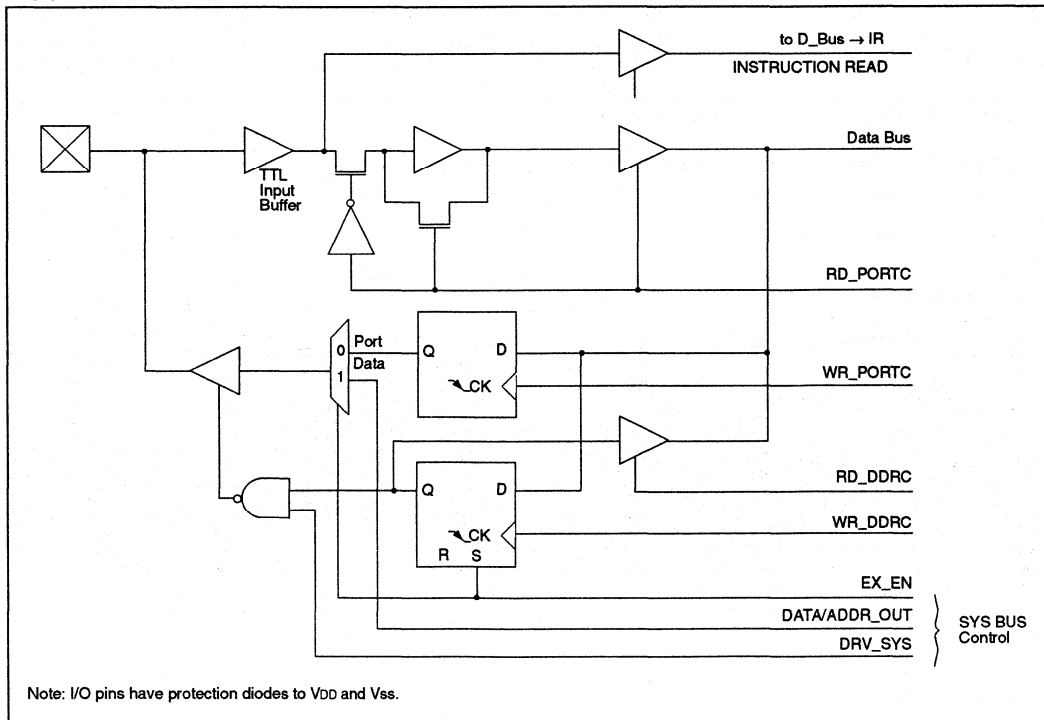 to D_Bus → IR
INSTRUCTION READ
TTL
Input
Buffer
Data Bus
RD_PORTC
0
Port
Data
1
Q
D
CK
WR_PORTC
RD_DDRC
Q
D
CK
R S
WR_DDRC
EX_EN
DATA/ADDR_OUT
DRV_SYS
SYS BUS
Control
Note: I/O pins have protection diodes to VDD and Vss.